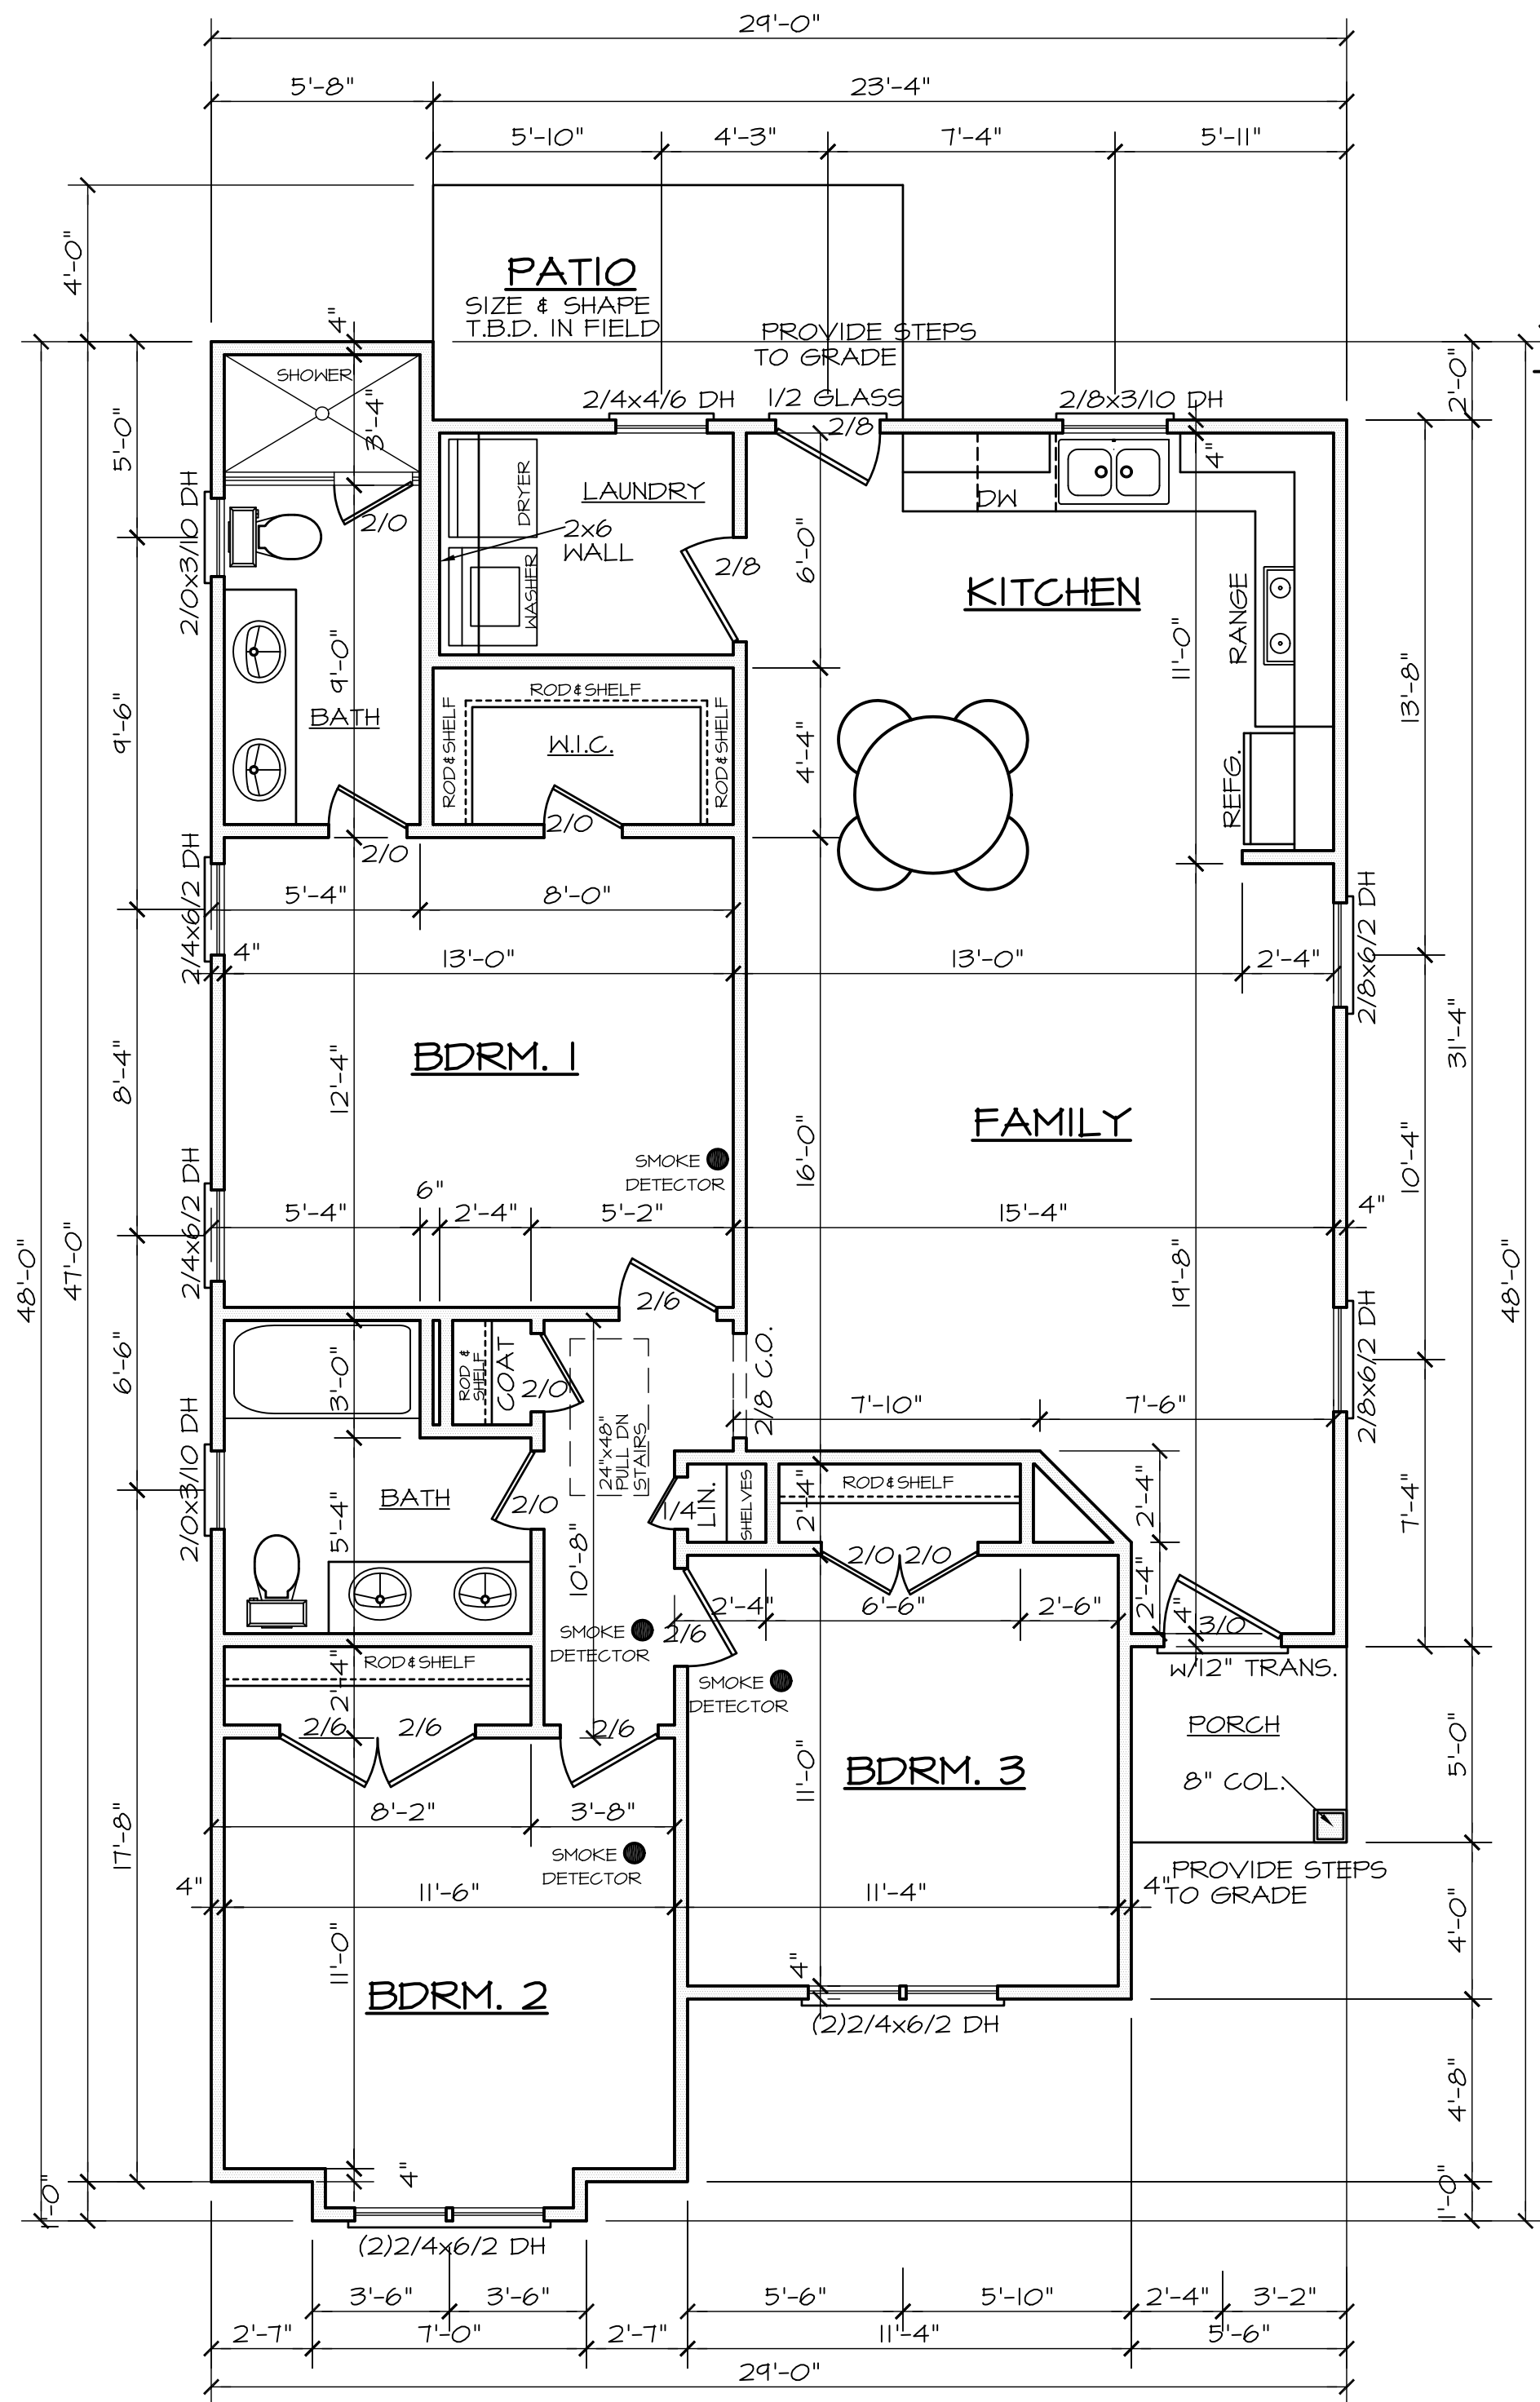 29'-0"
5'-8" 23'-4"
5'-10" 4'-3" 7'-4" 5'-11"
4'-0"
PATIO
SIZE & SHAPE
T.B.D. IN FIELD
PROVIDE STEPS
TO GRADE
4"
2'-0"
SHOWER
2/4x4/6 DH
1/2 GLASS
2/8
2/8x3/10 DH
4"
5'-0"
3'-4"
DRYER
LAUNDRY
DW
2/0
2x6
WALL
2/0x3/10 DH
WASHER
2/8
6'-0"
KITCHEN
RANGE
11'-0"
9'-0"
9'-6"
13'-8"
ROD&SHELF
BATH
ROD&SHELF
W.I.C.
ROD&SHELF
4'-4"
REFG.
2/0
2/0
2/4x6/2 DH
5'-4" 8'-0"
2/8x6/2 DH
4" 13'-0" 13'-0" 2'-4"
31'-4"
8'-4"
12'-4"
BDRM. 1
FAMILY
SMOKE
DETECTOR
16'-0"
10'-4"
6"
5'-4" 2'-4" 5'-2" 15'-4" 4"
2/4x6/2 DH
48'-0"
47'-0"
19'-8"
48'-0"
2/6
6'-6"
3'-0"
ROD &
SHELF
COAT
2/0
2/8 C.O.
2/8x6/2 DH
7'-10" 7'-6"
24"x48"
PULL DN
STAIRS
2/0x3/10 DH
BATH
2/0
1/4
LIN.
SHELVES
2'-4"
ROD&SHELF
2'-4"
7'-4"
5'-4"
10'-8"
2/0 2/0
2'-4" 6'-6" 2'-6"
2'-4"
4"
3/0
SMOKE
DETECTOR
2/6
W/12" TRANS.
ROD&SHELF
2'-4"
SMOKE
DETECTOR
2/6 2/6 2/6
PORCH
BDRM. 3
11'-0"
5'-0"
8" COL.
8'-2" 3'-8"
17'-8"
SMOKE
DETECTOR
PROVIDE STEPS
TO GRADE
4" 11'-6" 11'-4" 4"
4'-0"
11'-0"
4"
BDRM. 2
(2)2/4x6/2 DH
4'-8"
4"
1'-0"
1'-0"
(2)2/4x6/2 DH
3'-6" 3'-6" 5'-6" 5'-10" 2'-4" 3'-2"
2'-7" 7'-0" 2'-7" 11'-4" 5'-6"
29'-0"